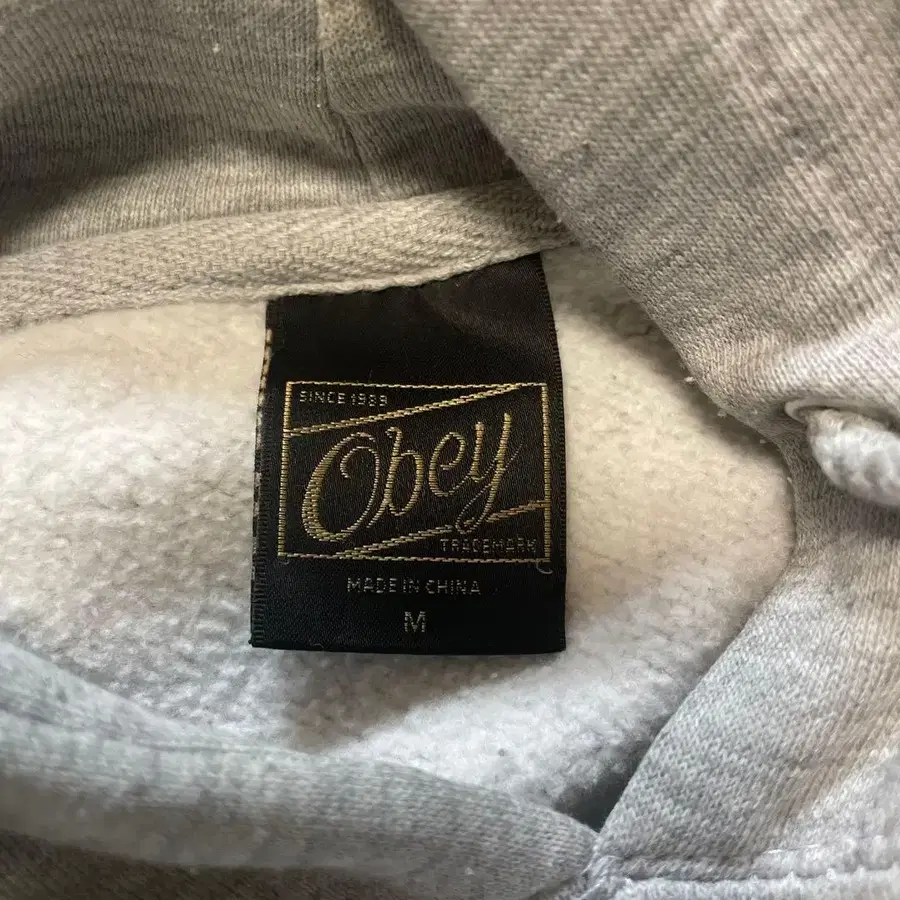 SINCE 1989
Obey
TRADEMARK
MADE IN CHINA
M